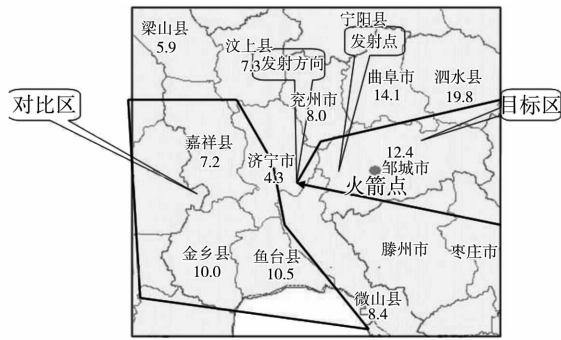 梁山县
5.9
汶上县
7.3
宁阳县
发射点
发射方向
曲阜市
14.1
泗水县
19.8
兖州市
8.0
对比区
目标区
嘉祥县
7.2
济宁市
4.3
12.4
邹城市
火箭点
金乡县
10.0
鱼台县
10.5
滕州市
枣庄市
微山县
8.4